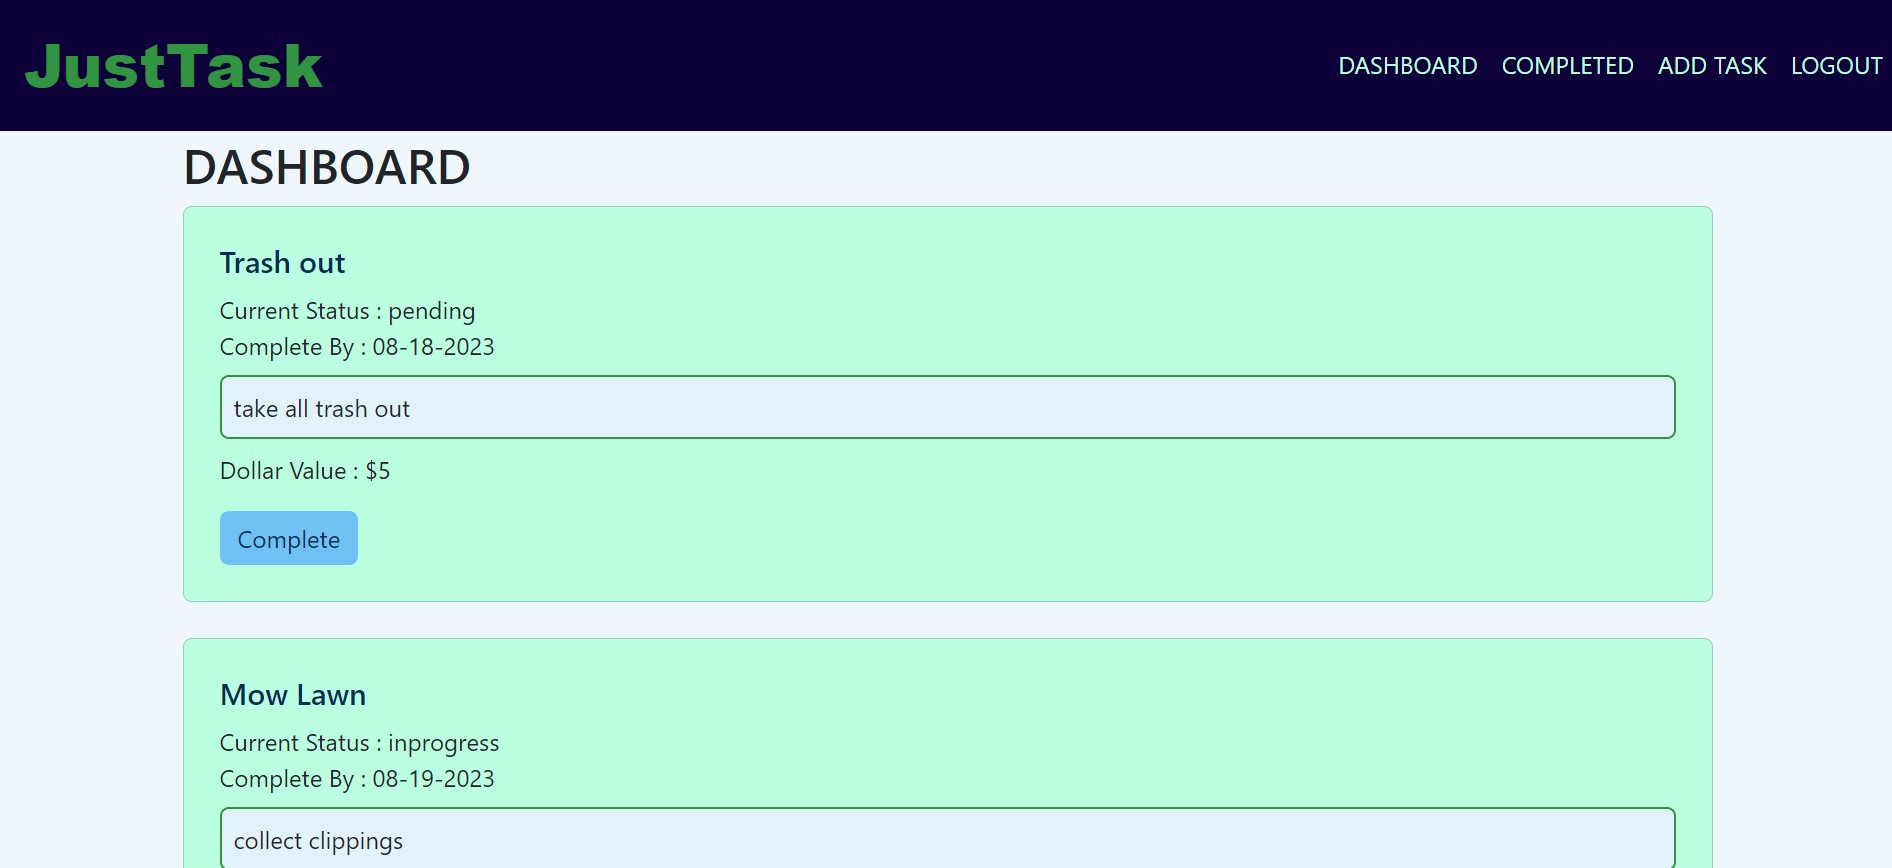 JustTask
DASHBOARD COMPLETED ADD TASK LOGOUT
DASHBOARD
Trash out
Current Status : pending
Complete By : 08-18-2023
take all trash out
Dollar Value : $5
Complete
Mow Lawn
Current Status : inprogress
Complete By : 08-19-2023
collect clippings